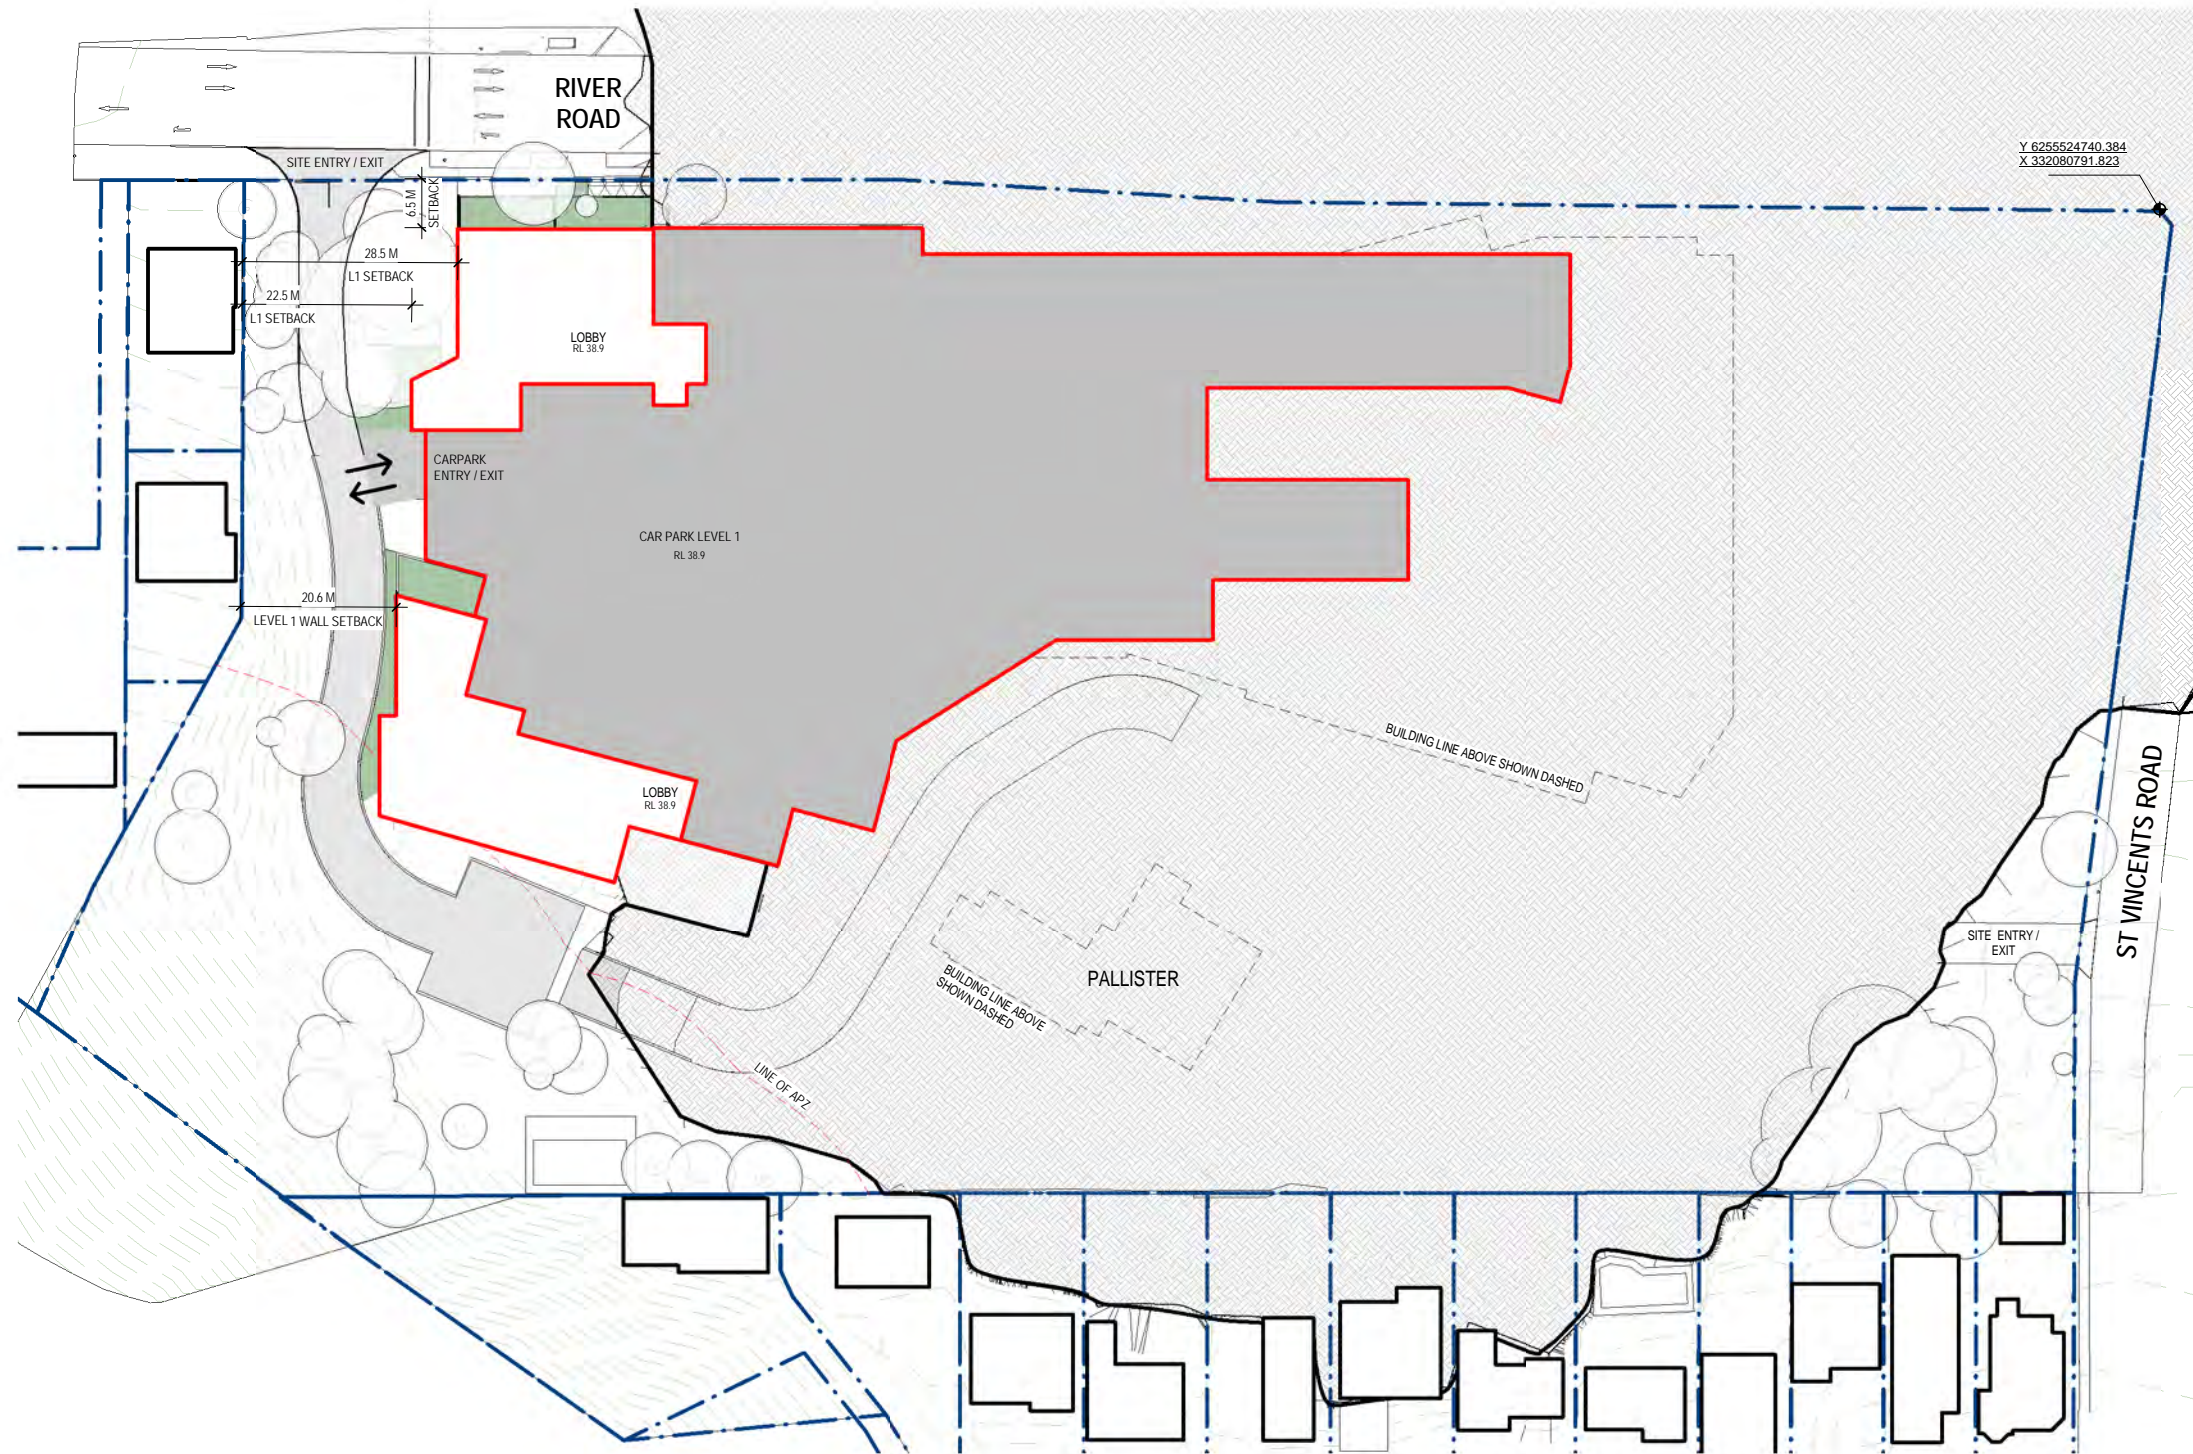 RIVER
ROAD
Y 6255524740.384
X 332080791.823
SITE ENTRY / EXIT
6.5 M
SETBACK
28.5 M
L1 SETBACK
22.5 M
L1 SETBACK
LOBBY
RL 38.9
CARPARK
ENTRY / EXIT
CAR PARK LEVEL 1
RL 38.9
20.6 M
LEVEL 1 WALL SETBACK
BUILDING LINE ABOVE SHOWN DASHED
LOBBY
RL 38.9
ST VINCENTS ROAD
SITE ENTRY /
EXIT
PALLISTER
BUILDING LINE ABOVE
SHOWN DASHED
LINE OF APZ